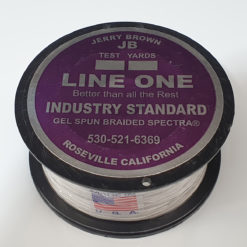 JERRY BROWN
JB
TEST YARDS
LINE ONE
Better than all the Rest
INDUSTRY STANDARD
GEL SPUN BRAIDED SPECTRA®
530-521-6369
ROSEVILLE CALIFORNIA
U.S.A.